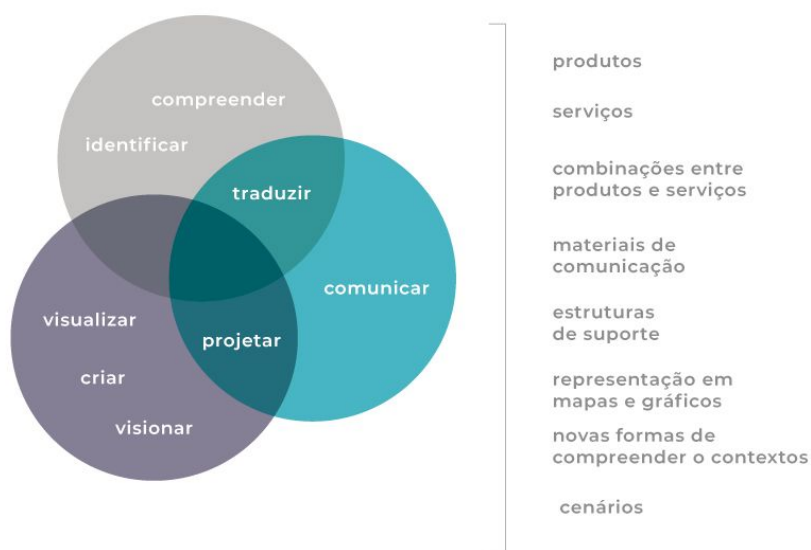 compreender
identificar
traduzir
comunicar
visualizar
projetar
criar
visionar
produtos
serviços
combinações entre
produtos e serviços
materiais de
comunicação
estruturas
de suporte
representação em
mapas e gráficos
novas formas de
compreender o contextos
cenários